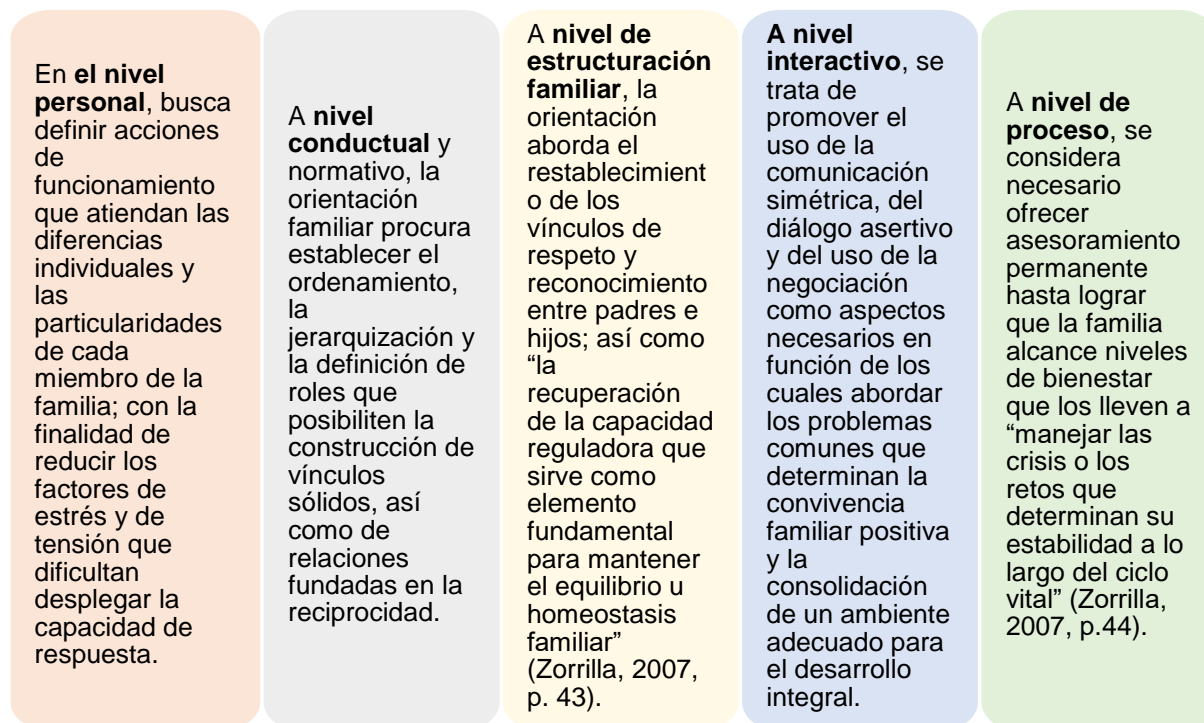 En el nivel
personal, busca
definir acciones
de
funcionamiento
que atiendan las
diferencias
individuales y
las
particularidades
de cada
miembro de la
familia; con la
finalidad de
reducir los
factores de
estrés y de
tensión que
dificultan
desplegar la
capacidad de
respuesta.
A nivel
conductual y
normativo, la
orientación
familiar procura
establecer el
ordenamiento,
la
jerarquización y
la definición de
roles que
posibiliten la
construcción de
vínculos
sólidos, así
como de
relaciones
fundadas en la
reciprocidad.
A nivel de
estructuración
familiar, la
orientación
aborda el
restablecimient
o de los
vínculos de
respeto y
reconocimiento
entre padres e
hijos; así como
“la
recuperación
de la capacidad
reguladora que
sirve como
elemento
fundamental
para mantener
el equilibrio u
homeostasis
familiar”
(Zorrilla, 2007,
p. 43).
A nivel
interactivo, se
trata de
promover el
uso de la
comunicación
simétrica, del
diálogo asertivo
y del uso de la
negociación
como aspectos
necesarios en
función de los
cuales abordar
los problemas
comunes que
determinan la
convivencia
familiar positiva
y la
consolidación
de un ambiente
adecuado para
el desarrollo
integral.
A nivel de
proceso, se
considera
necesario
ofrecer
asesoramiento
permanente
hasta lograr
que la familia
alcance niveles
de bienestar
que los lleven a
“manejar las
crisis o los
retos que
determinan su
estabilidad a lo
largo del ciclo
vital” (Zorrilla,
2007, p.44).